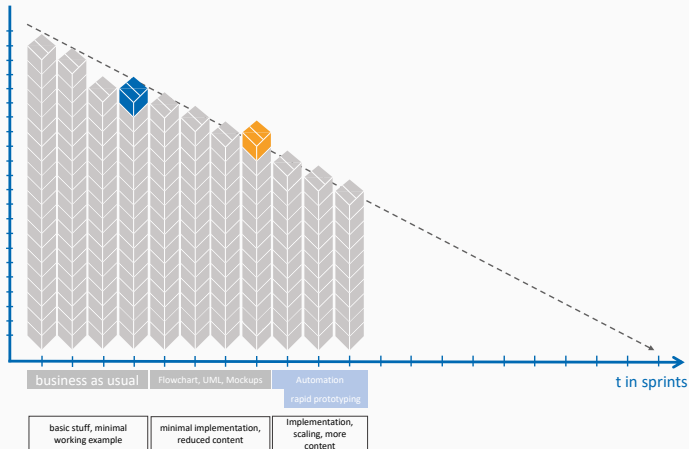 t in sprints
business as usual
Flowchart, UML, Mockups
Automation
rapid prototyping
basic stuff, minimal
working example
minimal implementation,
reduced content
Implementation,
scaling, more
content